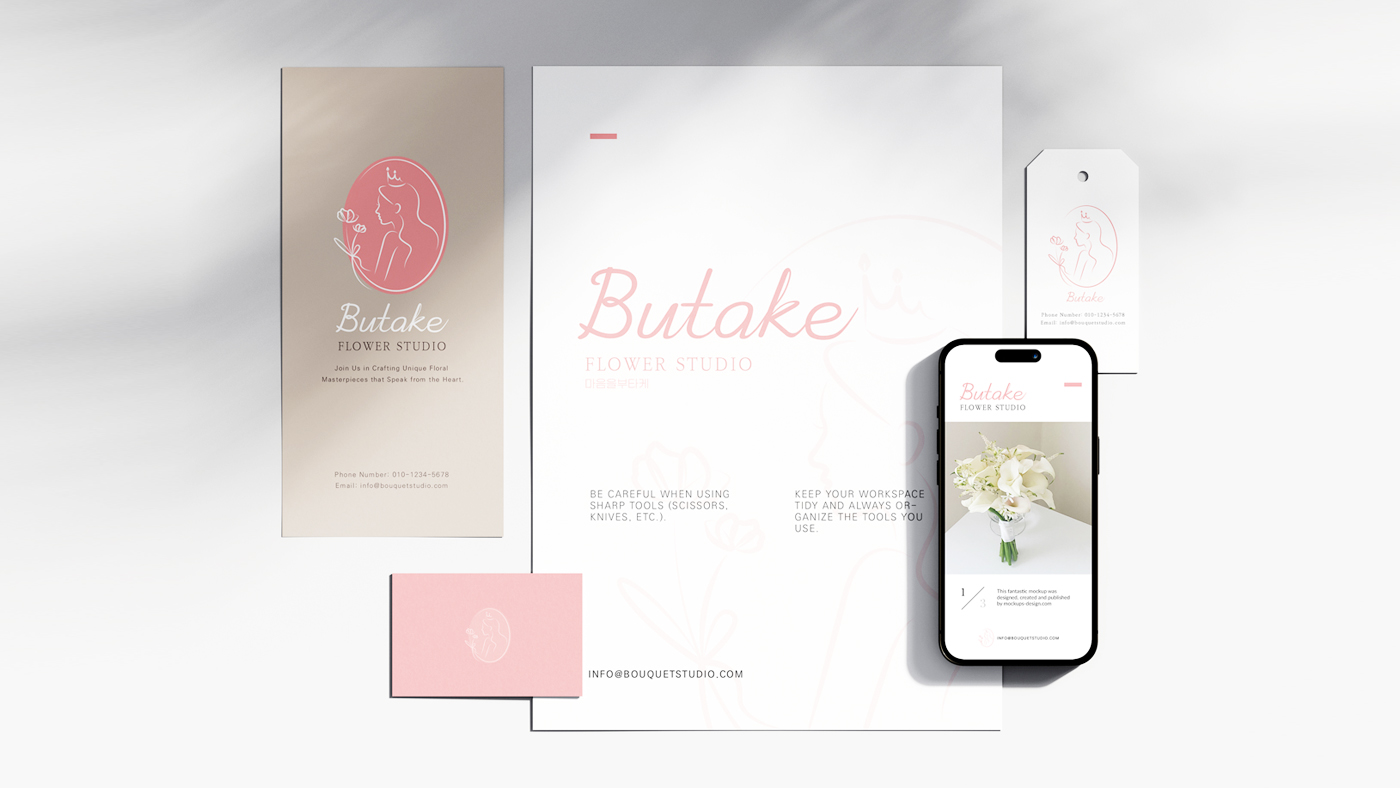 Butake
FLOWER STUDIO
Join Us in Crafting Unique Floral
Masterpieces that Speak from the Heart.
Phone Number: 010-1234-5678
Email: info@bouquetstudio.com
Butake
FLOWER STUDIO
BE CAREFUL WHEN USING
SHARP TOOLS (SCISSORS,
KNIVES, ETC.).
KEEP YOUR WORKSPACE
TIDY AND ALWAYS OR-
GANIZE THE TOOLS YOU
USE.
INFO@BOUQUETSTUDIO.COM
Butake
Phone Number: 010-1234-5678
Email: info@bouquetstudio.com
Butake
FLOWER STUDIO
1
3
This fantastic mockup was
designed, created and published
by mockups-design.com
INFO@BOUQUETSTUDIO.COM